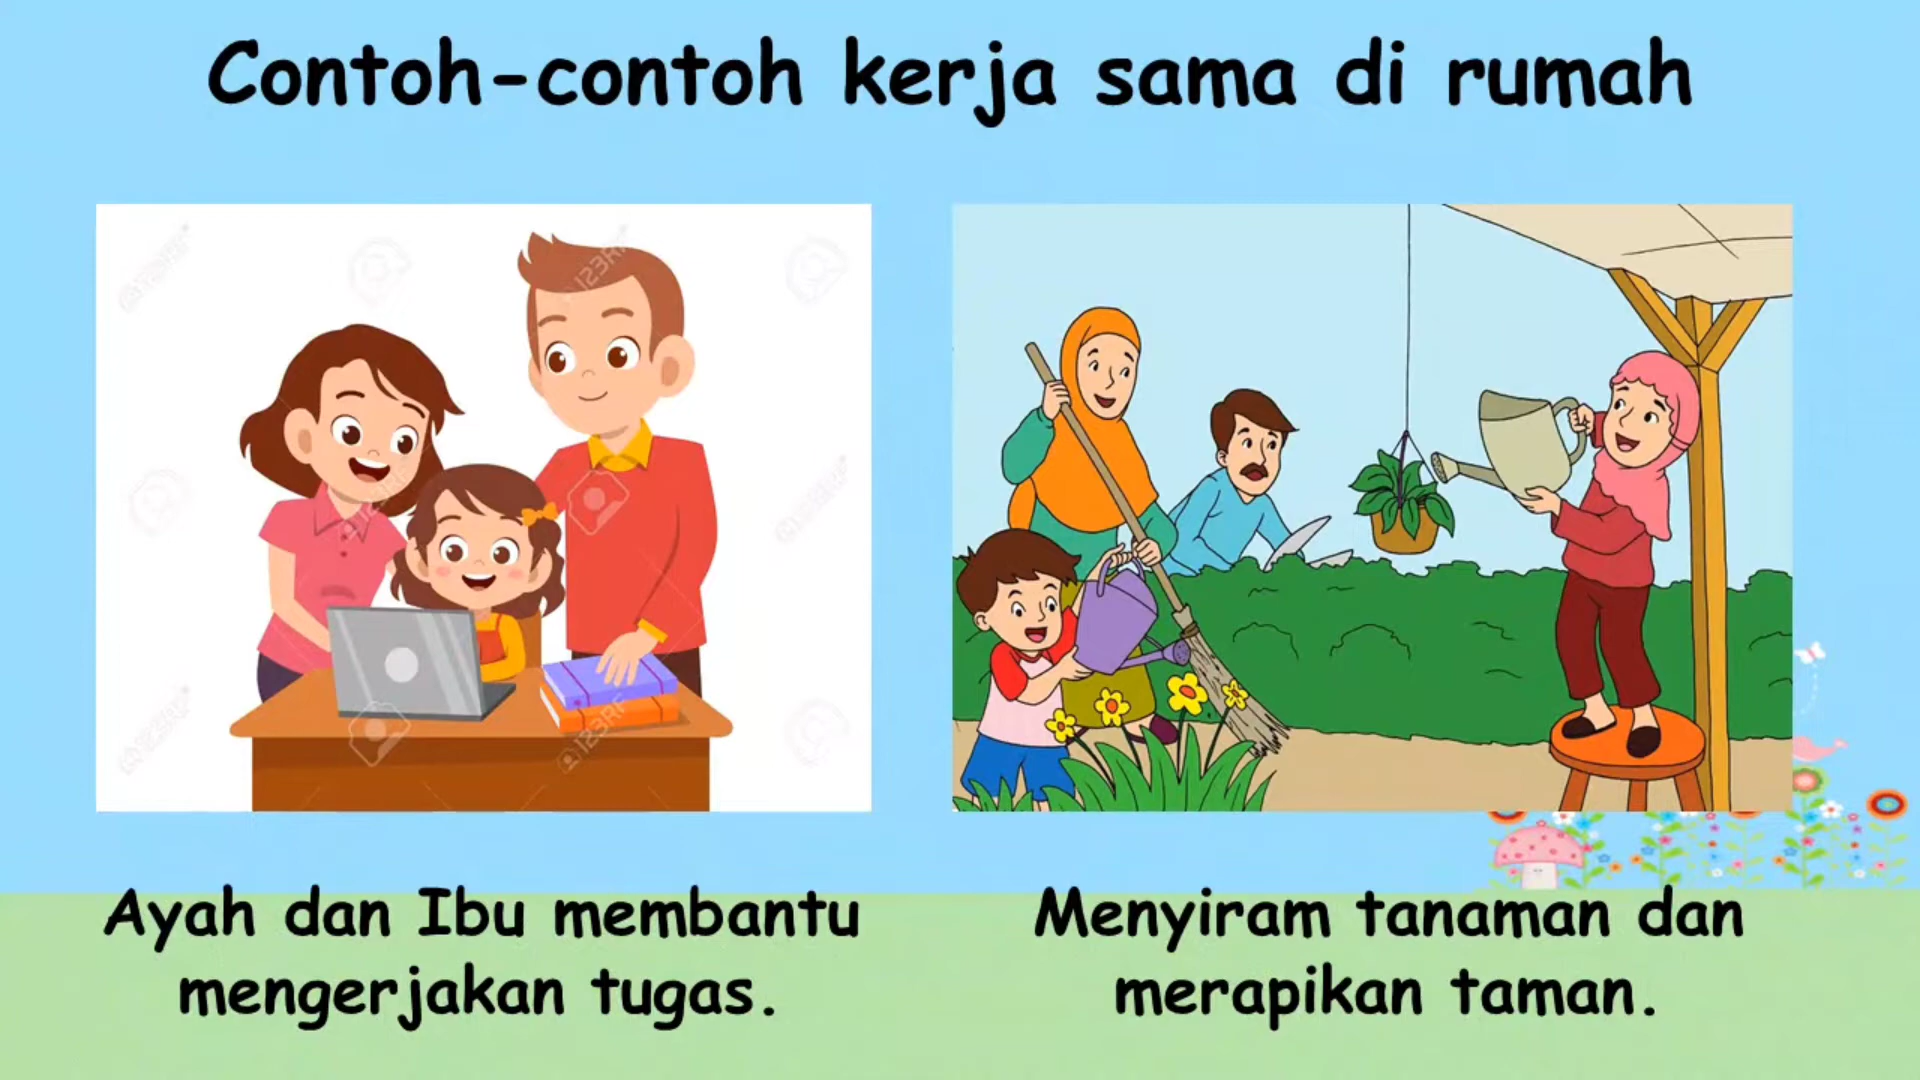 Contoh-contoh kerja sama di rumah
Ayah dan Ibu membantu
mengerjakan tugas.
Menyiram tanaman dan
merapikan taman.